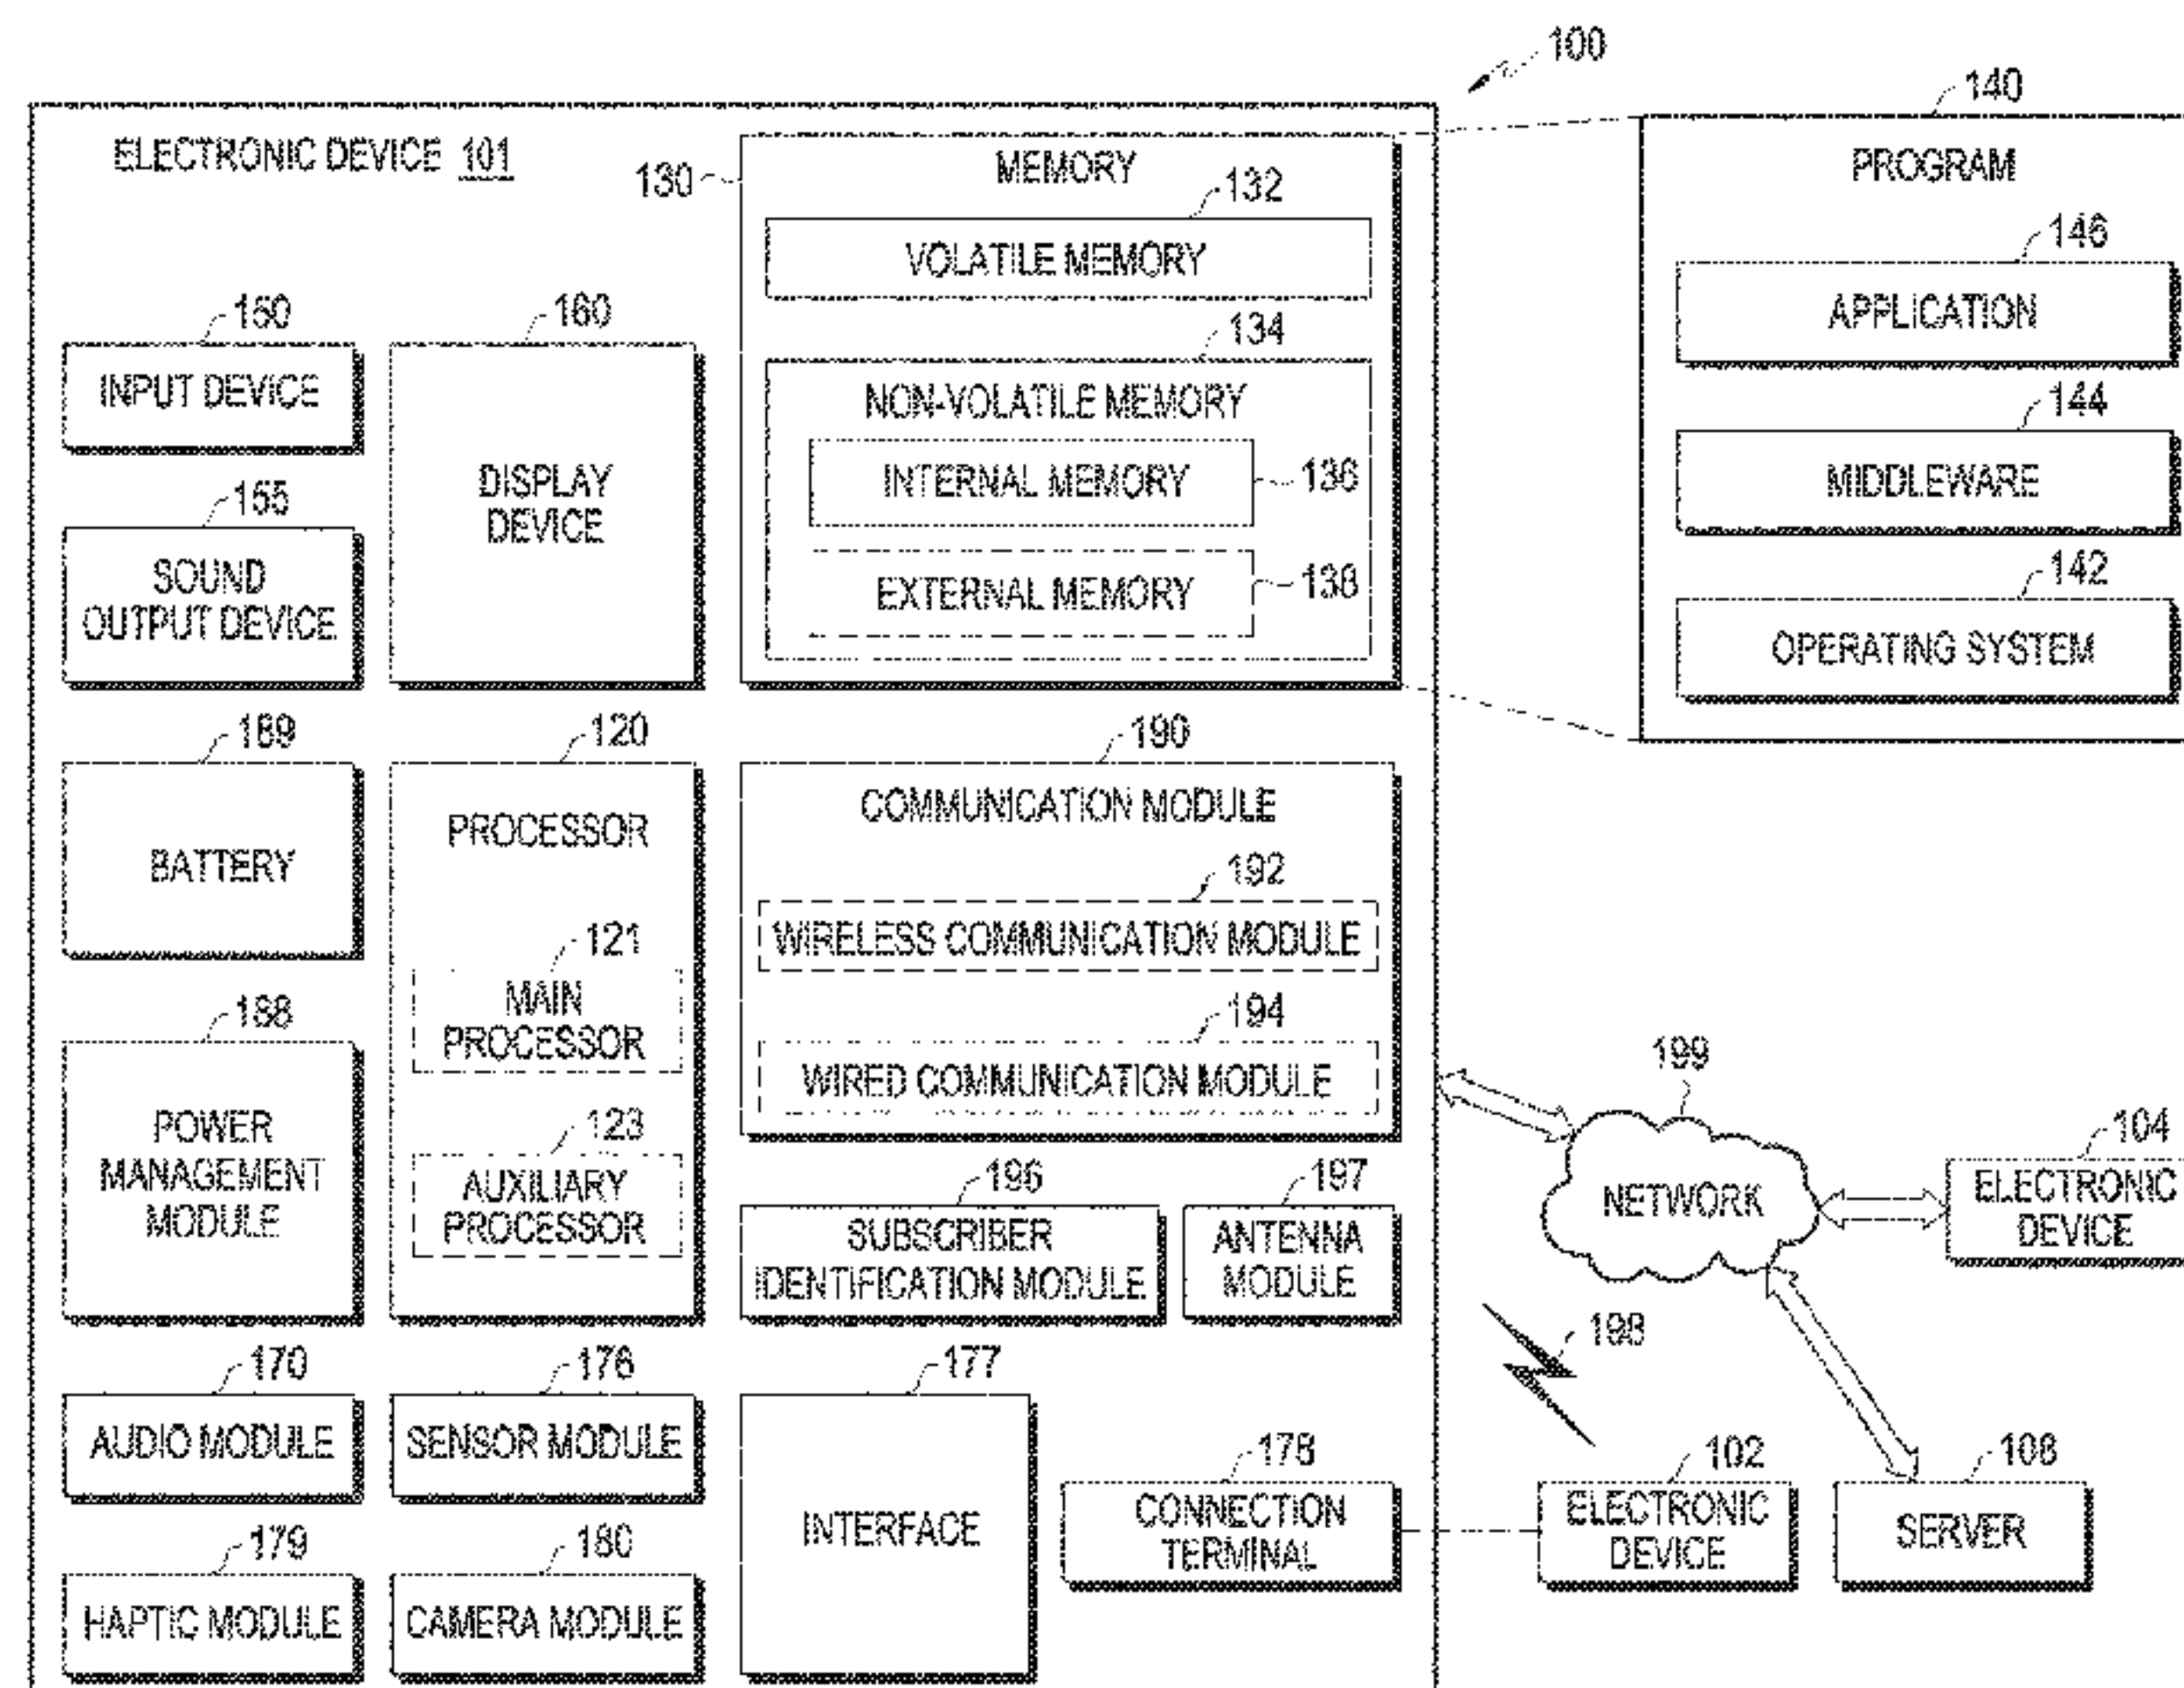 100
ELECTRONIC DEVICE 101
130
MEMORY
132
VOLATILE MEMORY
134
NON-VOLATILE MEMORY
INTERNAL MEMORY
136
EXTERNAL MEMORY
138
140
PROGRAM
146
APPLICATION
144
MIDDLEWARE
142
OPERATING SYSTEM
150
INPUT DEVICE
155
SOUND
OUTPUT DEVICE
160
DISPLAY
DEVICE
189
BATTERY
120
PROCESSOR
121
MAIN
PROCESSOR
123
AUXILIARY
PROCESSOR
190
COMMUNICATION MODULE
192
WIRELESS COMMUNICATION MODULE
194
WIRED COMMUNICATION MODULE
188
POWER
MANAGEMENT
MODULE
196
SUBSCRIBER
IDENTIFICATION MODULE
197
ANTENNA
MODULE
199
NETWORK
104
ELECTRONIC
DEVICE
198
170
AUDIO MODULE
176
SENSOR MODULE
177
INTERFACE
178
CONNECTION
TERMINAL
102
ELECTRONIC
DEVICE
108
SERVER
179
HAPTIC MODULE
180
CAMERA MODULE